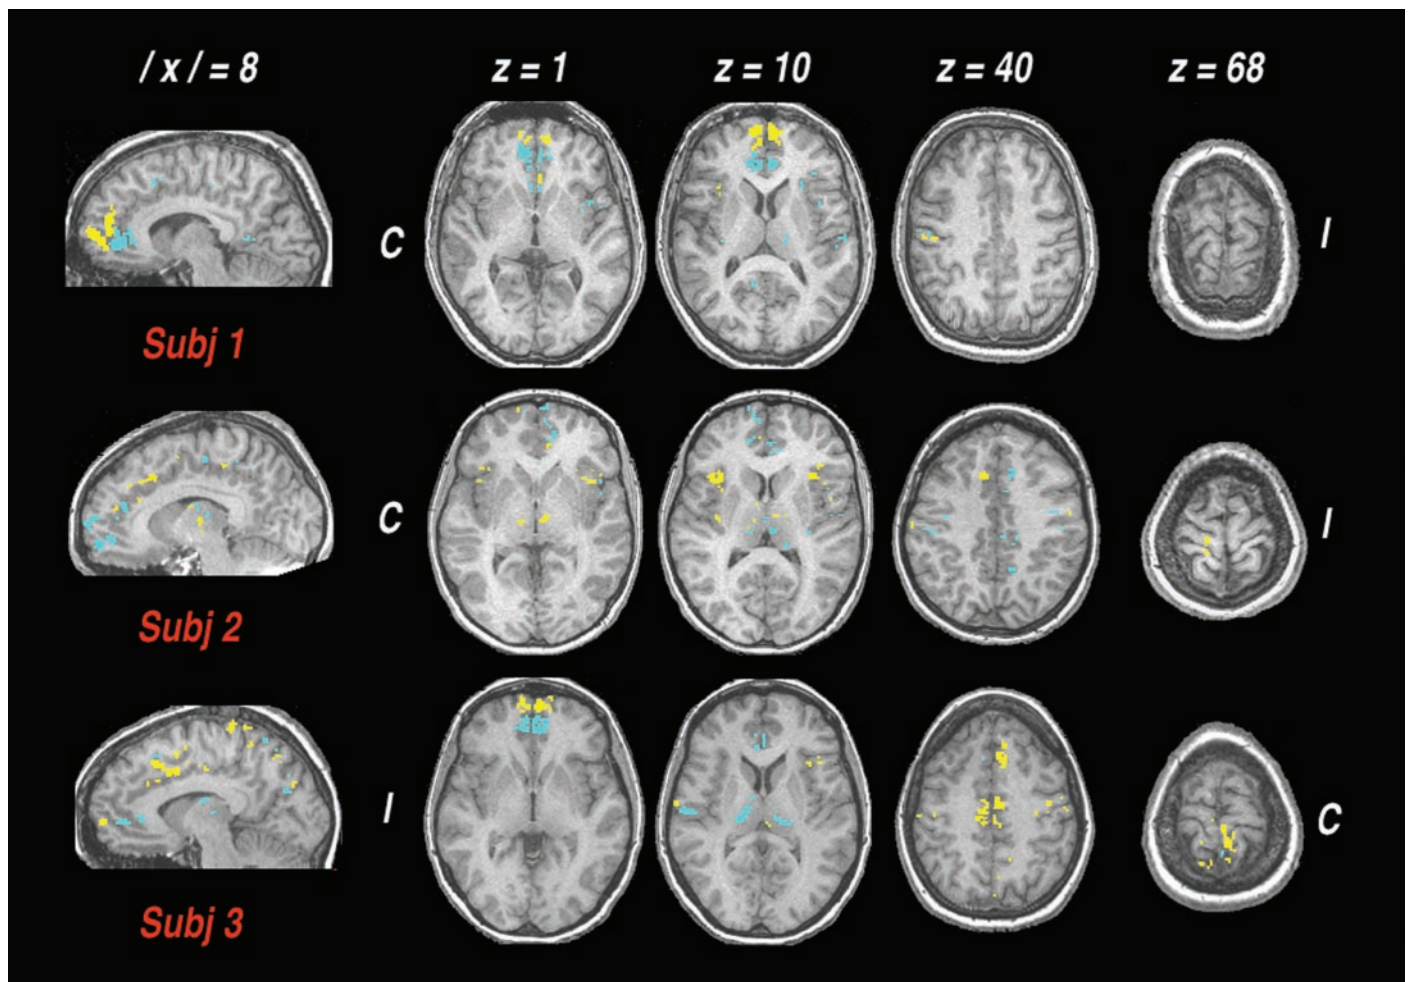 / x / = 8 z = 1 z = 10 z = 40 z = 68
C I
Subj 1
C I
Subj 2
I C
Subj 3